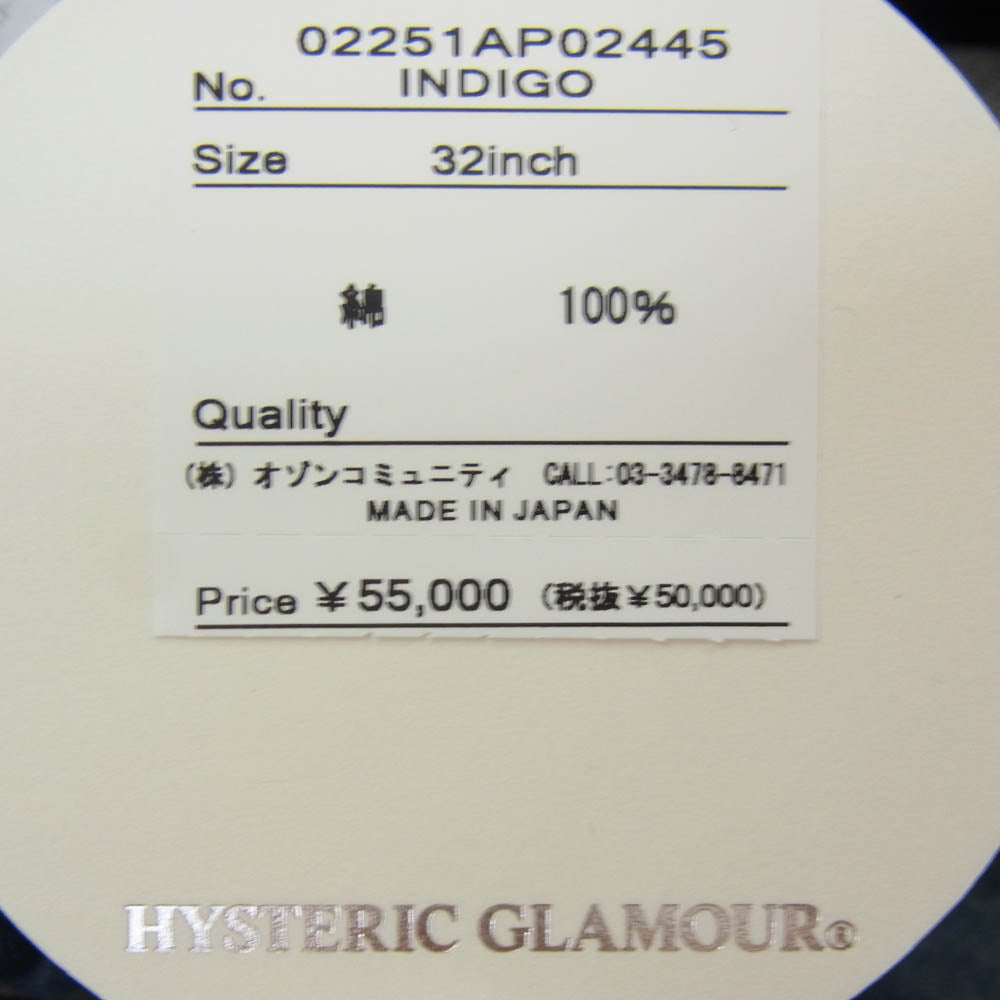 02251AP02445
No. INDIGO
Size 32inch
綿 100%
Quality
(株) オゾンコミュニティ CALL:03-3478-8471
MADE IN JAPAN
Price ¥55,000 (税抜¥50,000)
HYSTERIC GLAMOUR®